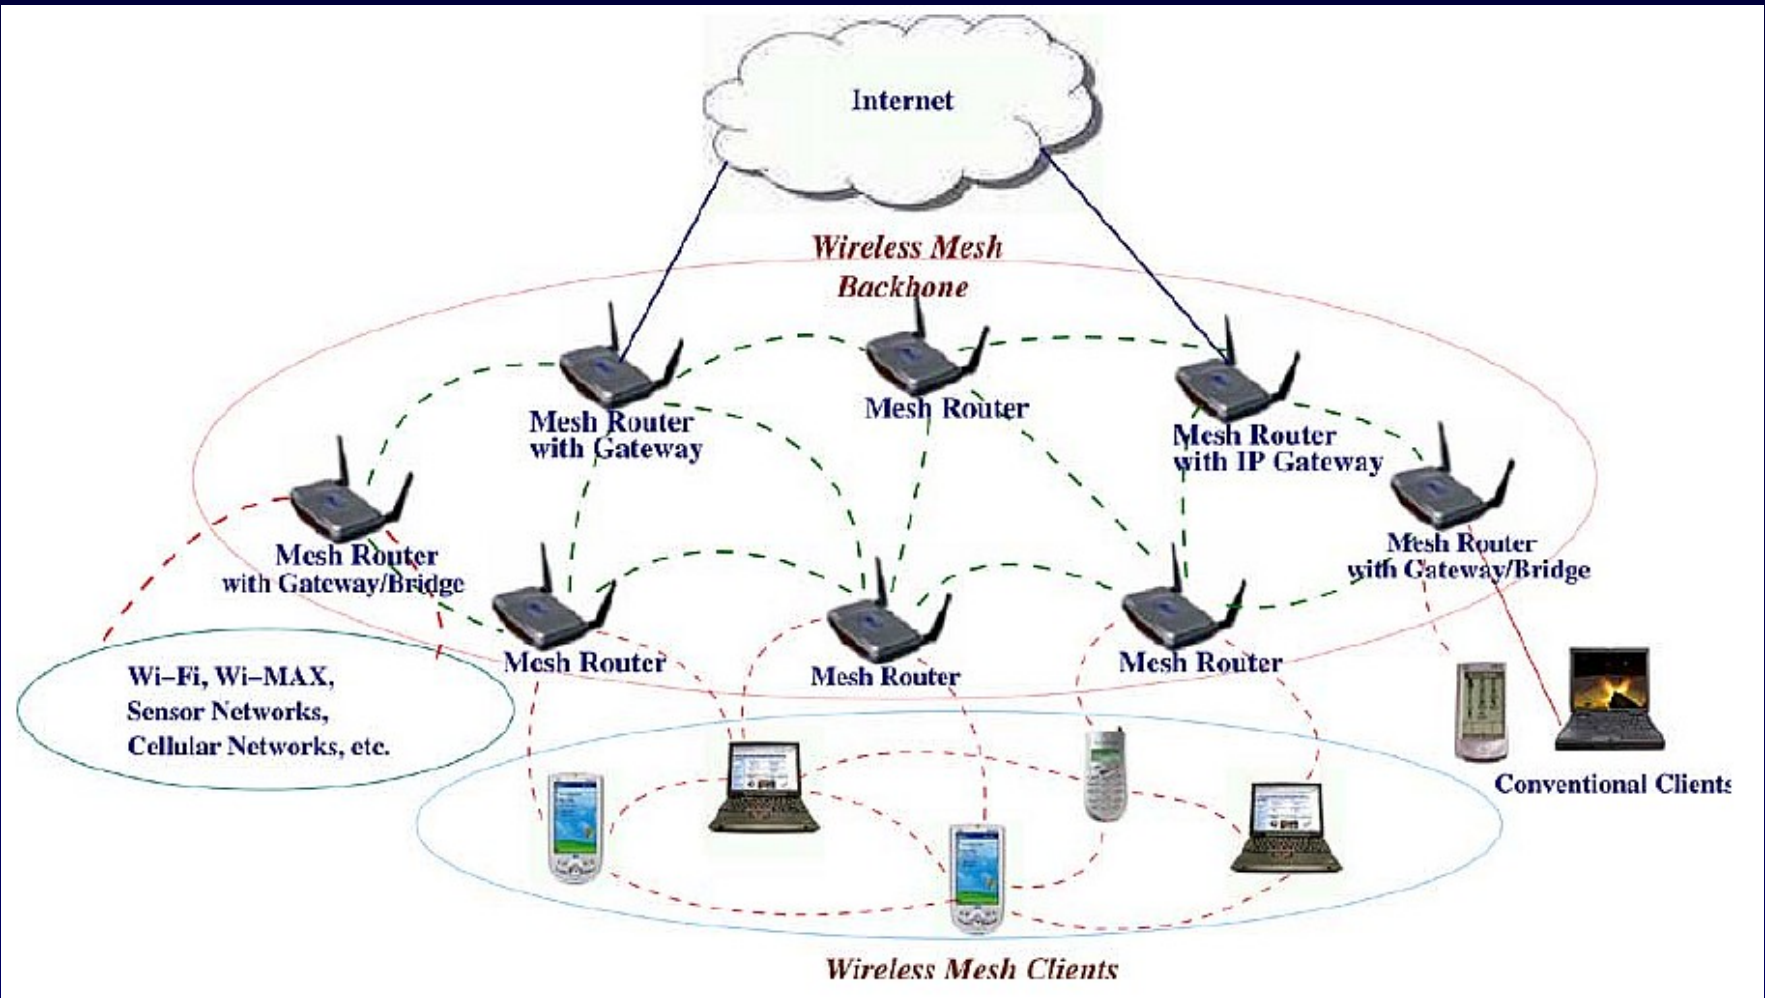 Internet
Wireless Mesh
Backbone
Mesh Router
with Gateway
Mesh Router
Mesh Router
with IP Gateway
Mesh Router
with Gateway/Bridge
Mesh Router
with Gateway/Bridge
Mesh Router
Mesh Router
Mesh Router
Wi-Fi, Wi-MAX,
Sensor Networks,
Cellular Networks, etc.
Conventional Clients
Wireless Mesh Clients